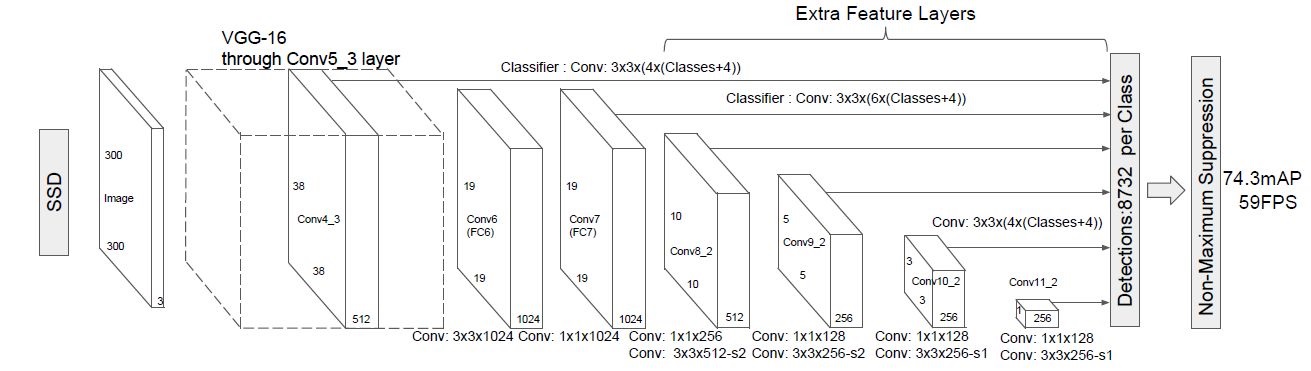 Extra Feature Layers
VGG-16
through Conv5_3 layer
Classifier : Conv: 3x3x(4x(Classes+4))
Classifier : Conv: 3x3x(6x(Classes+4))
SSD
300
Image
300
3
38
Conv4_3
38
512
19
Conv6
(FC6)
19
1024
19
Conv7
(FC7)
19
1024
10
Conv8_2
10
512
5
Conv9_2
5
256
Conv: 3x3x(4x(Classes+4))
3
Conv10_2
3
256
Conv11_2
1
256
Detections:8732 per Class
Non-Maximum Suppression
74.3mAP
59FPS
Conv: 3x3x1024
Conv: 1x1x1024
Conv: 1x1x256
Conv: 3x3x512-s2
Conv: 1x1x128
Conv: 3x3x256-s2
Conv: 1x1x128
Conv: 3x3x256-s1
Conv: 1x1x128
Conv: 3x3x256-s1